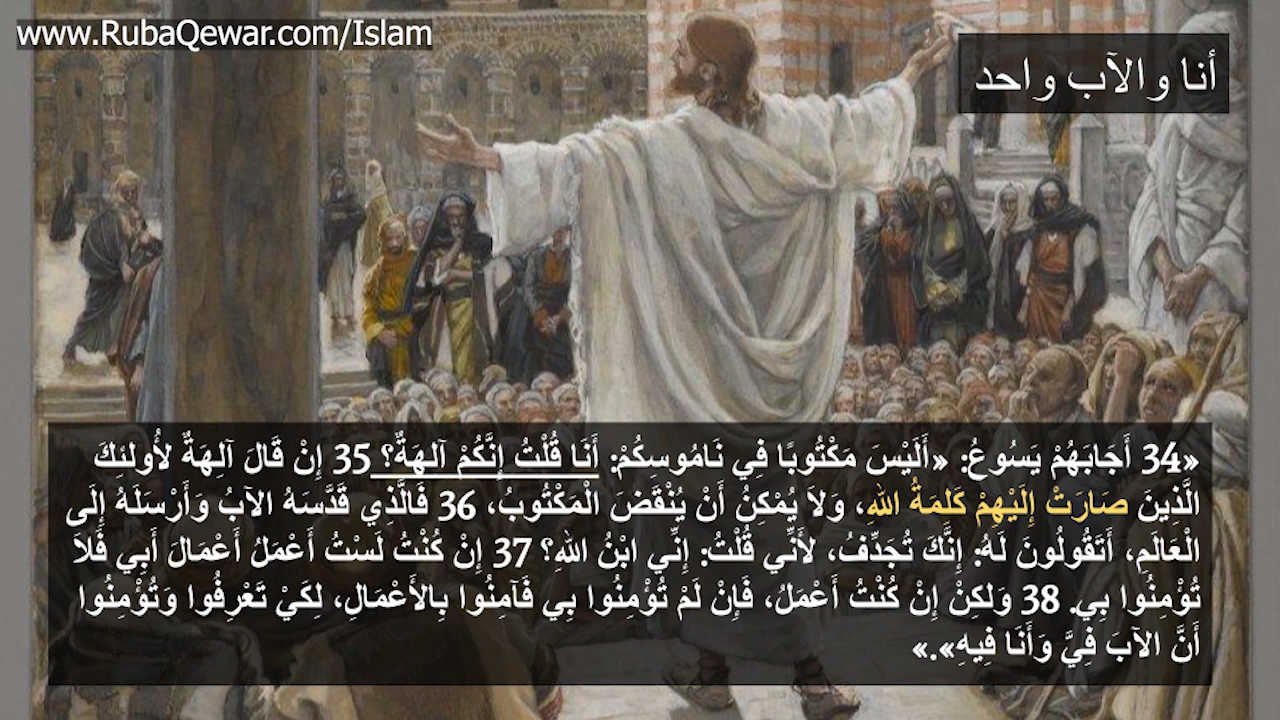 www.RubaQewar.com/Islam
أنا والآب واحد
«34 أَجَابَهُمْ يَسُوعُ: «أَلَيْسَ مَكْتُوبًا فِي نَامُوسِكُمْ: أَنَا قُلْتُ إِنَّكُمْ آلِهَةٌ؟ 35 إِنْ قَالَ آلِهَةٌ لأُولئِكَ
الَّذِينَ صَارَتْ إِلَيْهِمْ كَلِمَةُ اللهِ، وَلاَ يُمْكِنُ أَنْ يُنْقَضَ الْمَكْتُوبُ، 36 فَالَّذِي قَدَّسَهُ الآبُ وَأَرْسَلَهُ إِلَى
الْعَالَمِ، أَتَقُولُونَ لَهُ: إِنَّكَ تُجَدِّفُ، لأَنِّي قُلْتُ: إِنِّي ابْنُ اللهِ؟ 37 إِنْ كُنْتُ لَسْتُ أَعْمَلُ أَعْمَالَ أَبِي فَلاَ
تُؤْمِنُوا بِي. 38 وَلكِنْ إِنْ كُنْتُ أَعْمَلُ، فَإِنْ لَمْ تُؤْمِنُوا بِي فَآمِنُوا بِالأَعْمَالِ، لِكَيْ تَعْرِفُوا وَتُؤْمِنُوا
أَنَّ الآبَ فِيَّ وَأَنَا فِيهِ».»